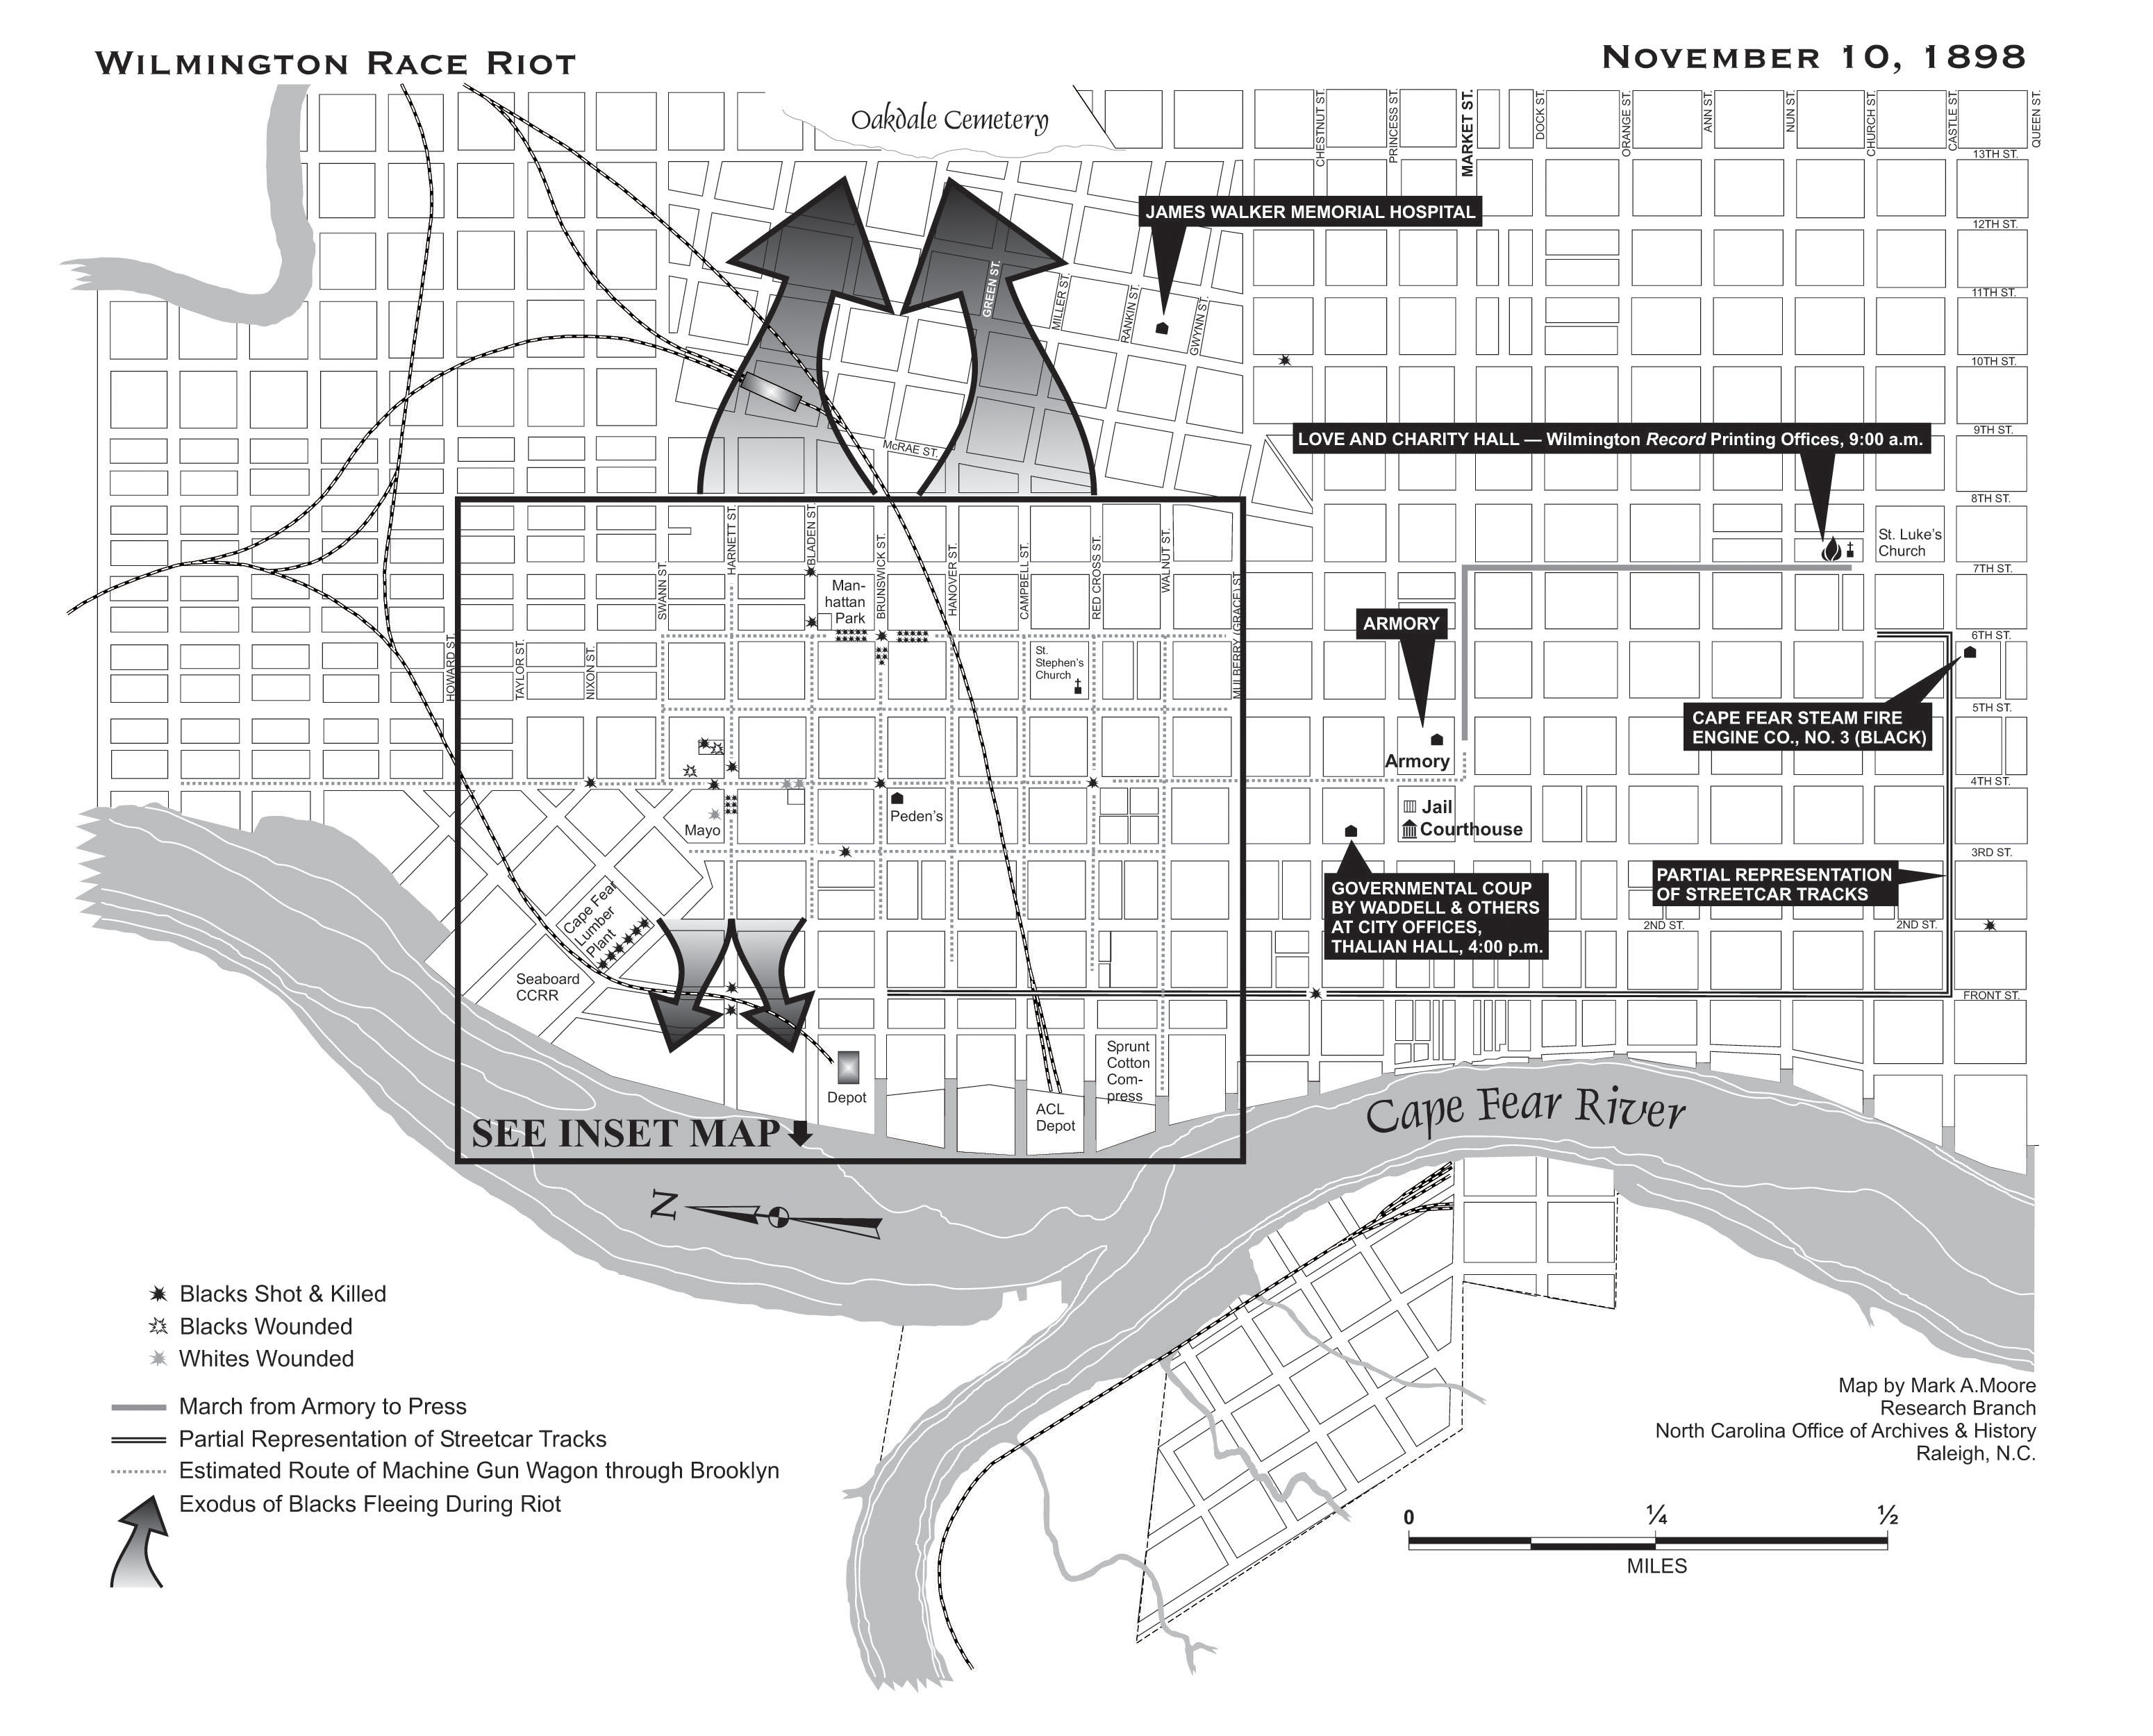 WILMINGTON RACE RIOT
NOVEMBER 10, 1898
Oakdale Cemetery
CHESTNUT ST.
PRINCESS ST.
MARKET ST.
DOCK ST.
ORANGE ST.
ANN ST.
NUN ST.
CHURCH ST.
CASTLE ST.
QUEEN ST.
13TH ST.
12TH ST.
11TH ST.
10TH ST.
9TH ST.
8TH ST.
7TH ST.
6TH ST.
5TH ST.
4TH ST.
3RD ST.
2ND ST.
2ND ST.
FRONT ST.
JAMES WALKER MEMORIAL HOSPITAL
GREEN ST.
MILLER ST.
RANKIN ST.
GWYNN ST.
McRAE ST.
LOVE AND CHARITY HALL — Wilmington Record Printing Offices, 9:00 a.m.
St. Luke's
Church
HOWARD ST.
TAYLOR ST.
NIXON ST.
SWANN ST.
HARNETT ST.
BLADEN ST.
BRUNSWICK ST.
HANOVER ST.
CAMPBELL ST.
RED CROSS ST.
WALNUT ST.
MULBERRY (GRACE) ST.
Man-
hattan
Park
St.
Stephen's
Church
ARMORY
Armory
CAPE FEAR STEAM FIRE
ENGINE CO., NO. 3 (BLACK)
Jail
Courthouse
Peden's
Mayo
GOVERNMENTAL COUP
BY WADDELL & OTHERS
AT CITY OFFICES,
THALIAN HALL, 4:00 p.m.
PARTIAL REPRESENTATION
OF STREETCAR TRACKS
Cape Fear
Lumber
Plant
Seaboard
CCRR
Depot
ACL
Depot
Sprunt
Cotton
Com-
press
SEE INSET MAP
Cape Fear River
N
Blacks Shot & Killed
Blacks Wounded
Whites Wounded
March from Armory to Press
Partial Representation of Streetcar Tracks
Estimated Route of Machine Gun Wagon through Brooklyn
Exodus of Blacks Fleeing During Riot
Map by Mark A.Moore
Research Branch
North Carolina Office of Archives & History
Raleigh, N.C.
0 ¼ ½
MILES